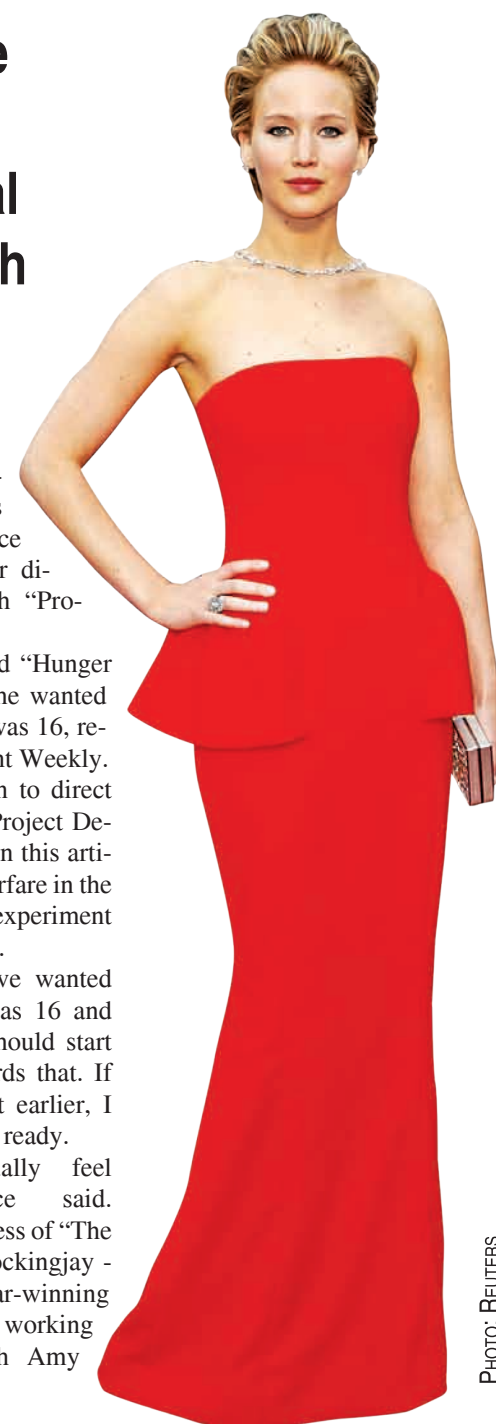 e
al
h
s
ce
r di-
h “Pro-
d “Hunger
he wanted
was 16, re-
nt Weekly.
n to direct
Project De-
n this arti-
rfare in the
experiment
.
ve wanted
as 16 and
hould start
rds that. If
t earlier, I
ready.
ally feel
ce said.
ess of “The
ockingjay -
ar-winning
working
h Amy
PHOTO: REUTERS